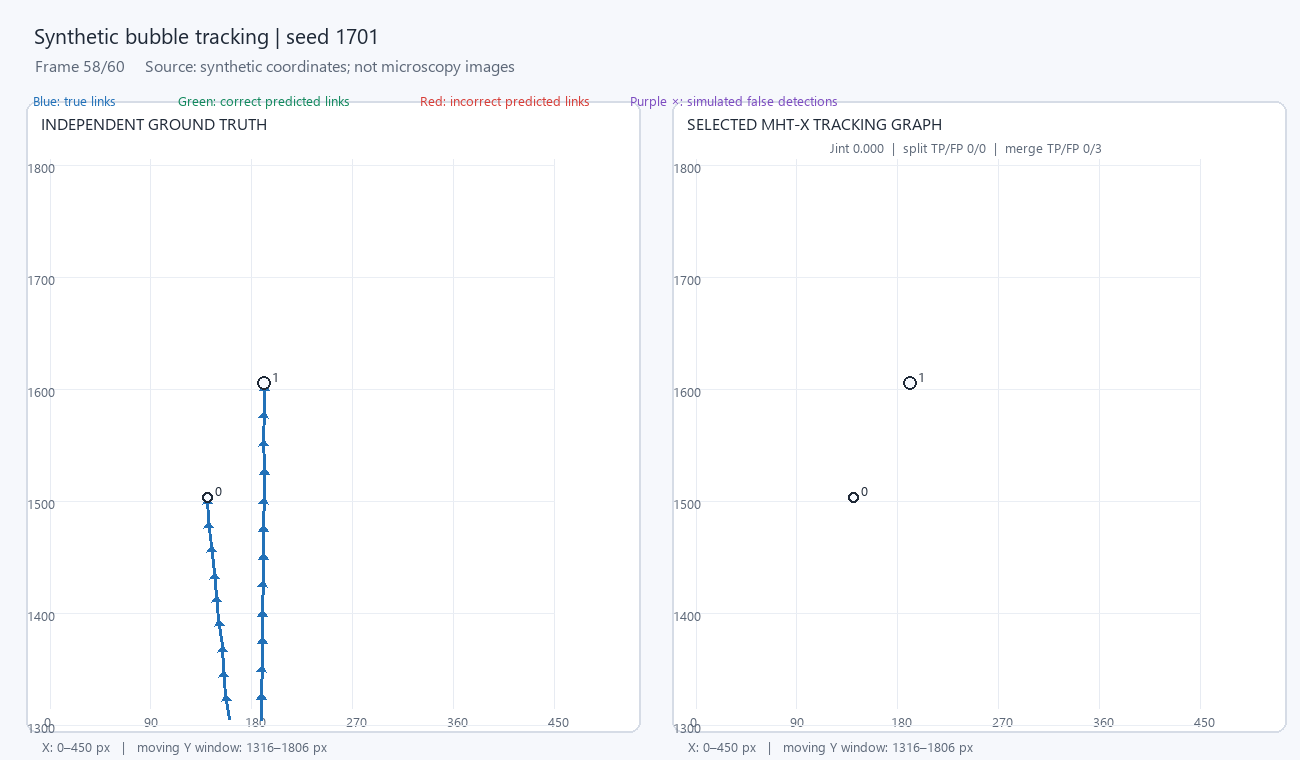 Synthetic bubble tracking | seed 1701
Frame 58/60 Source: synthetic coordinates; not microscopy images
Blue: true links Green: correct predicted links Red: incorrect predicted links Purple ×: simulated false detections
INDEPENDENT GROUND TRUTH
1800
1700
1600
1500
1400
1300
1
0
0 90 180 270 360 450
X: 0–450 px | moving Y window: 1316–1806 px
SELECTED MHT-X TRACKING GRAPH
Jint 0.000 | split TP/FP 0/0 | merge TP/FP 0/3
1800
1700
1600
1500
1400
1300
1
0
0 90 180 270 360 450
X: 0–450 px | moving Y window: 1316–1806 px